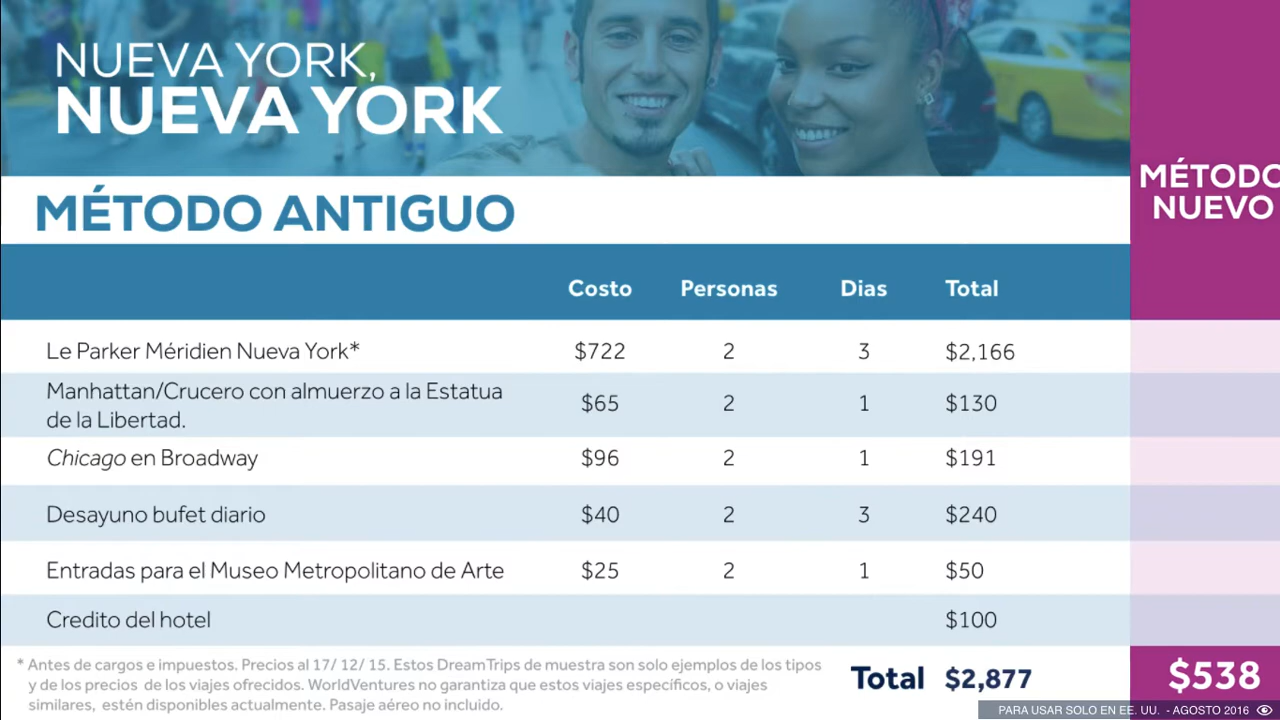 NUEVA YORK,
NUEVA YORK
MÉTODO ANTIGUO
MÉTODO
NUEVO
Costo Personas Dias Total
Le Parker Méridien Nueva York* $722 2 3 $2,166
Manhattan/Crucero con almuerzo a la Estatua
de la Libertad. $65 2 1 $130
Chicago en Broadway $96 2 1 $191
Desayuno bufet diario $40 2 3 $240
Entradas para el Museo Metropolitano de Arte $25 2 1 $50
Credito del hotel $100
* Antes de cargos e impuestos. Precios al 17/ 12/ 15. Estos DreamTrips de muestra son solo ejemplos de los tipos
y de los precios de los viajes ofrecidos. WorldVentures no garantiza que estos viajes específicos, o viajes
similares, estén disponibles actualmente. Pasaje aéreo no incluido.
Total $2,877
$538
PARA USAR SOLO EN EE. UU. - AGOSTO 2016